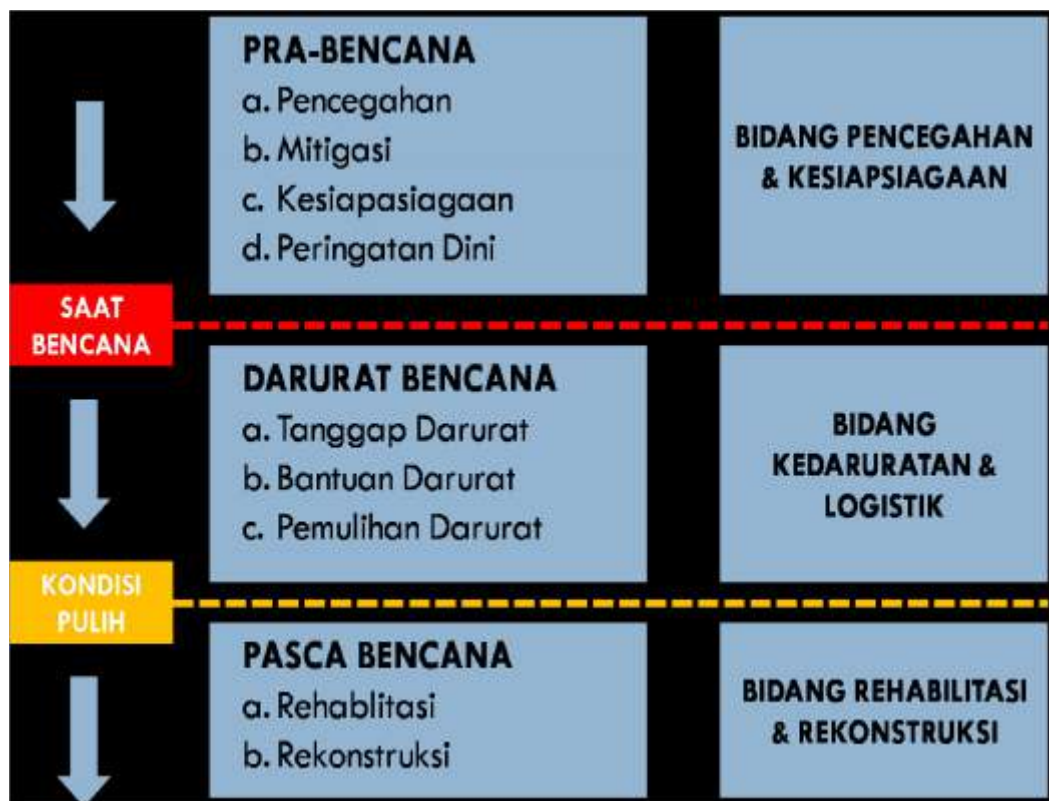 PRA-BENCANA
a. Pencegahan
b. Mitigasi
c. Kesiapasiagaan
d. Peringatan Dini
BIDANG PENCEGAHAN
& KESIAPSIAGAAN
SAAT
BENCANA
DARURAT BENCANA
a. Tanggap Darurat
b. Bantuan Darurat
c. Pemulihan Darurat
BIDANG
KEDARURATAN &
LOGISTIK
KONDISI
PULIH
PASCA BENCANA
a. Rehablitasi
b. Rekonstruksi
BIDANG REHABILITASI
& REKONSTRUKSI